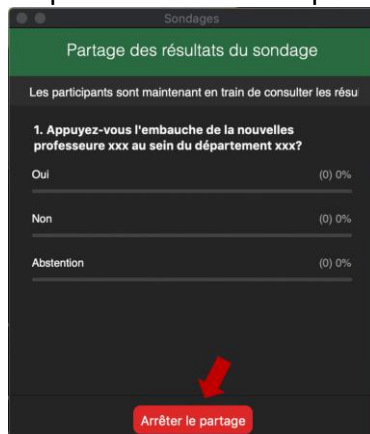 Sondages
Partage des résultats du sondage
Les participants sont maintenant en train de consulter les résu
1. Appuyez-vous l'embauche de la nouvelles
professeure xxx au sein du département xxx?
Oui (0) 0%
Non (0) 0%
Abstention (0) 0%
Arrêter le partage